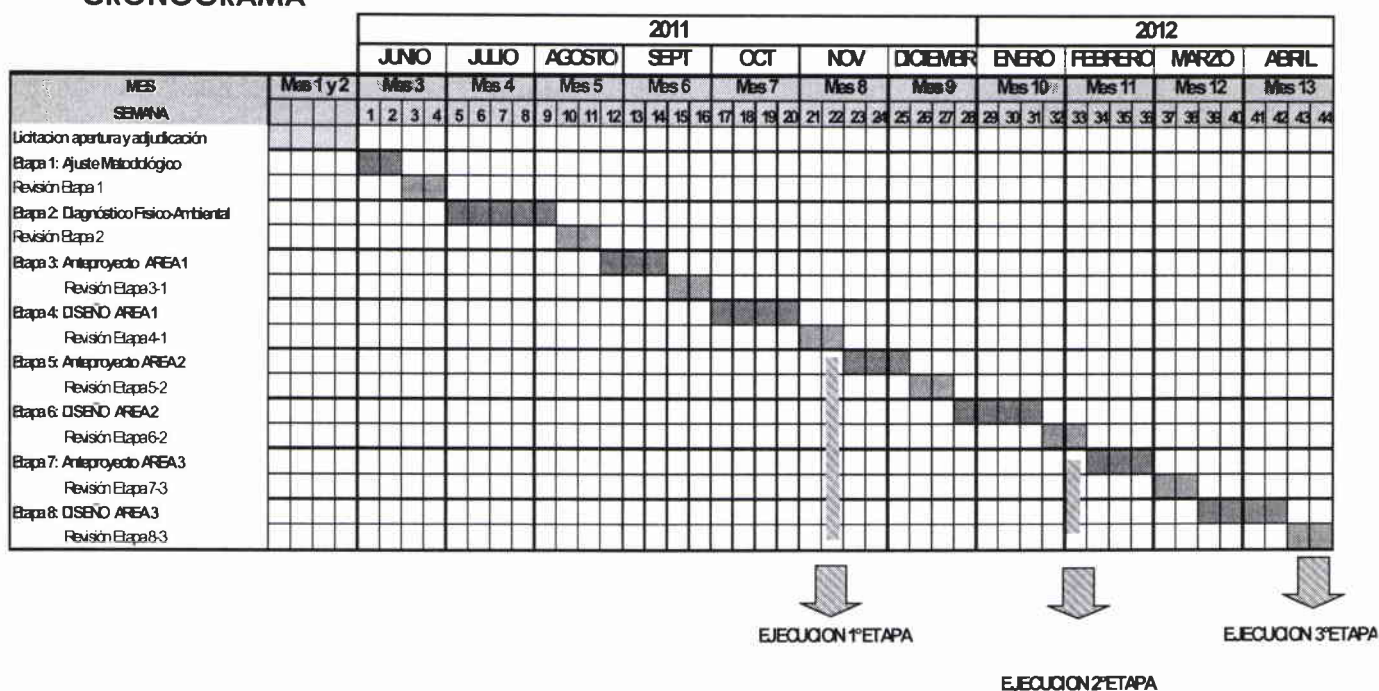 CRONOGRAMA
2011 2012
JUNIO JULIO AGOSTO SEPT OCT NOV DICIEMBR ENERO FEBRERO MARZO ABRIL
MES Mes 1 y 2 Mes 3 Mes 4 Mes 5 Mes 6 Mes 7 Mes 8 Mes 9 Mes 10 Mes 11 Mes 12 Mes 13
SEMANA 1 2 3 4 5 6 7 8 9 10 11 12 13 14 15 16 17 18 19 20 21 22 23 24 25 26 27 28 29 30 31 32 33 34 35 36 37 38 39 40 41 42 43 44
Licitacion apertura y adjudicación
Etapa 1: Ajuste Metodológico
Revisión Etapa 1
Etapa 2: Diagnóstico Fisico-Ambiental
Revisión Etapa 2
Etapa 3: Anteproyecto AREA 1
Revisión Etapa 3-1
Etapa 4: DISEÑO AREA 1
Revisión Etapa 4-1
Etapa 5: Anteproyecto AREA 2
Revisión Etapa 5-2
Etapa 6: DISEÑO AREA 2
Revisión Etapa 6-2
Etapa 7: Anteproyecto AREA 3
Revisión Etapa 7-3
Etapa 8: DISEÑO AREA 3
Revisión Etapa 8-3
EJECUCION 1ºETAPA EJECUCION 3ºETAPA
EJECUCION 2ºETAPA